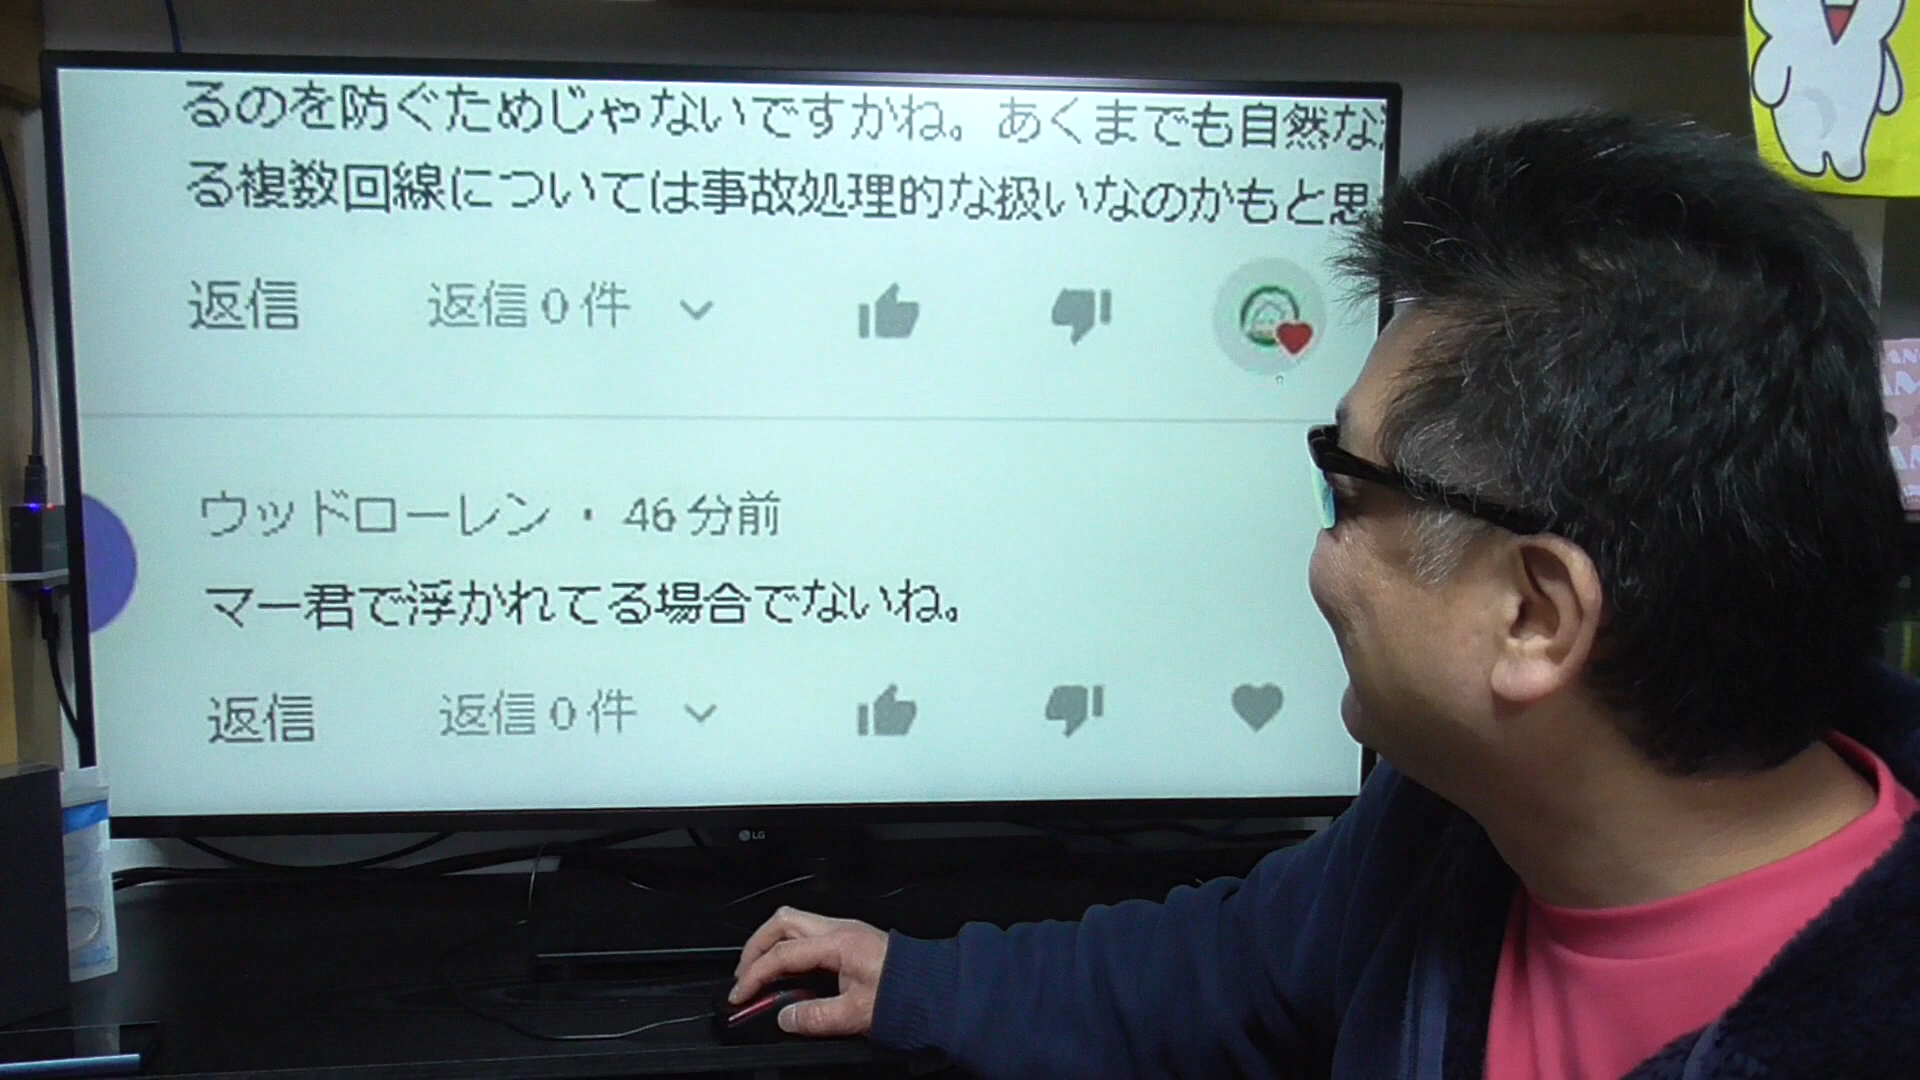 るのを防ぐためじゃないですかね。あくまでも自然な
る複数回線については事故処理的な扱いなのかもと思
返信 返信 0 件
ウッドローレン・46 分前
マー君で浮かれてる場合でないね。
返信 返信 0 件
LG